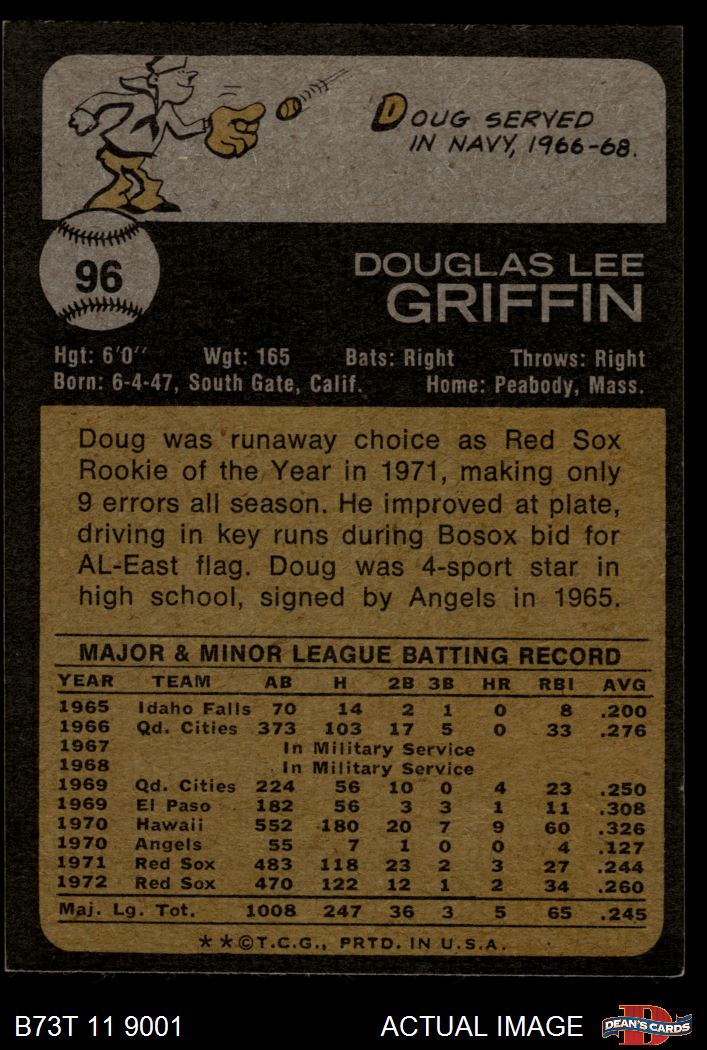 DOUG SERVED
IN NAVY, 1966-68.
96
DOUGLAS LEE
GRIFFIN
Hgt: 6'0" Wgt: 165 Bats: Right Throws: Right
Born: 6-4-47, South Gate, Calif. Home: Peabody, Mass.
Doug was runaway choice as Red Sox
Rookie of the Year in 1971, making only
9 errors all season. He improved at plate,
driving in key runs during Bosox bid for
AL-East flag. Doug was 4-sport star in
high school, signed by Angels in 1965.
MAJOR & MINOR LEAGUE BATTING RECORD
YEAR TEAM AB H 2B 3B HR RBI AVG
1965 Idaho Falls 70 14 2 1 0 8 .200
1966 Qd. Cities 373 103 17 5 0 33 .276
1967 In Military Service
1968 In Military Service
1969 Qd. Cities 224 56 10 0 4 23 .250
1969 El Paso 182 56 3 3 1 11 .308
1970 Hawaii 552 180 20 7 9 60 .326
1970 Angels 55 7 1 0 0 4 .127
1971 Red Sox 483 118 23 2 3 27 .244
1972 Red Sox 470 122 12 1 2 34 .260
Maj. Lg. Tot. 1008 247 36 3 5 65 .245
**©T.C.G., PRTD. IN U.S.A.
B73T 11 9001 ACTUAL IMAGE DEAN'S CARDS